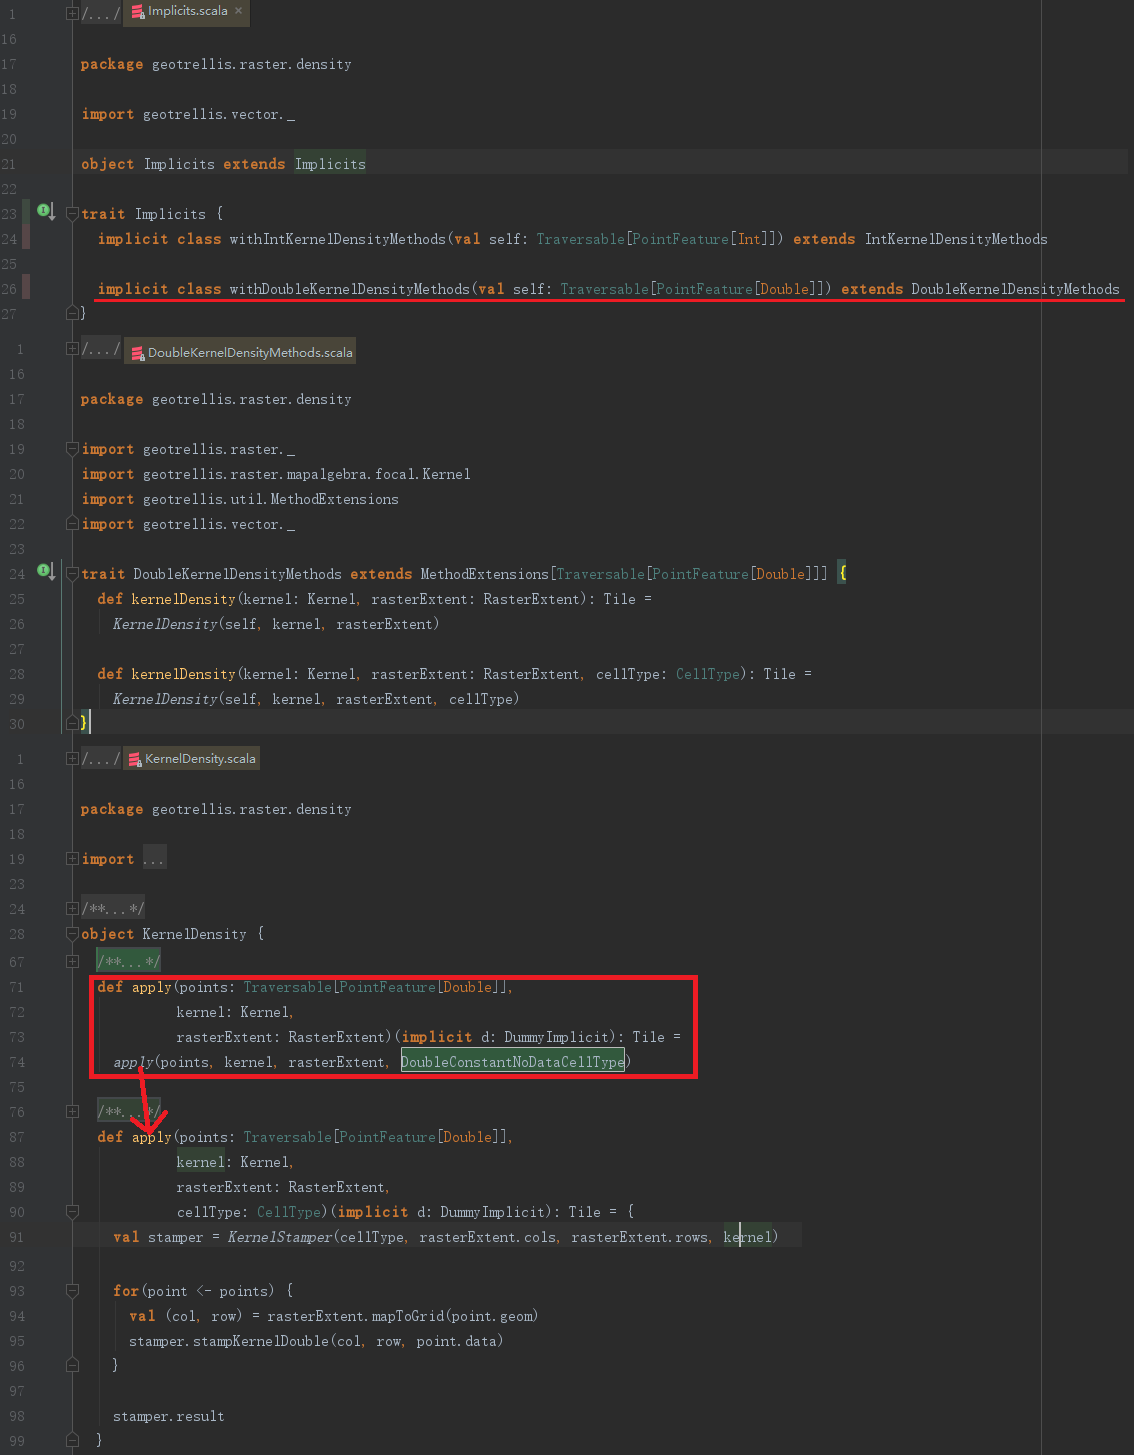 1 /.../ Implicits.scala ×
16
17 package geotrellis.raster.density
18
19 import geotrellis.vector._
20
21 object Implicits extends Implicits
22
23 trait Implicits {
24 implicit class withIntKernelDensityMethods(val self: Traversable[PointFeature[Int]]) extends IntKernelDensityMethods
25
26 implicit class withDoubleKernelDensityMethods(val self: Traversable[PointFeature[Double]]) extends DoubleKernelDensityMethods
27 }
1 /.../ DoubleKernelDensityMethods.scala
16
17 package geotrellis.raster.density
18
19 import geotrellis.raster._
20 import geotrellis.raster.mapalgebra.focal.Kernel
21 import geotrellis.util.MethodExtensions
22 import geotrellis.vector._
23
24 trait DoubleKernelDensityMethods extends MethodExtensions[Traversable[PointFeature[Double]]] {
25 def kernelDensity(kernel: Kernel, rasterExtent: RasterExtent): Tile =
26 KernelDensity(self, kernel, rasterExtent)
27
28 def kernelDensity(kernel: Kernel, rasterExtent: RasterExtent, cellType: CellType): Tile =
29 KernelDensity(self, kernel, rasterExtent, cellType)
30 }
1 /.../ KernelDensity.scala
16
17 package geotrellis.raster.density
18
19 import ...
23
24 /**...*/
28 object KernelDensity {
67 /**...*/
71 def apply(points: Traversable[PointFeature[Double]],
72 kernel: Kernel,
73 rasterExtent: RasterExtent)(implicit d: DummyImplicit): Tile =
74 apply(points, kernel, rasterExtent, DoubleConstantNoDataCellType)
75
76 /**...*/
87 def apply(points: Traversable[PointFeature[Double]],
88 kernel: Kernel,
89 rasterExtent: RasterExtent,
90 cellType: CellType)(implicit d: DummyImplicit): Tile = {
91 val stamper = KernelStamper(cellType, rasterExtent.cols, rasterExtent.rows, kernel)
92
93 for(point <- points) {
94 val (col, row) = rasterExtent.mapToGrid(point.geom)
95 stamper.stampKernelDouble(col, row, point.data)
96 }
97
98 stamper.result
99 }